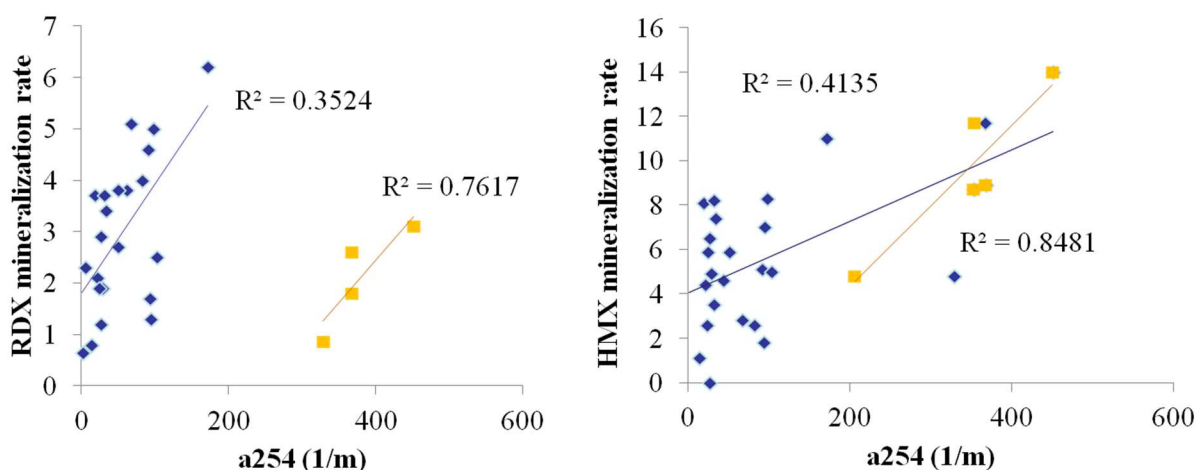 RDX mineralization rate
7
6
5
4
3
2
1
0
R² = 0.3524
R² = 0.7617
0 200 400 600
a254 (1/m)
HMX mineralization rate
16
14
12
10
8
6
4
2
0
R² = 0.4135
R² = 0.8481
0 200 400 600
a254 (1/m)